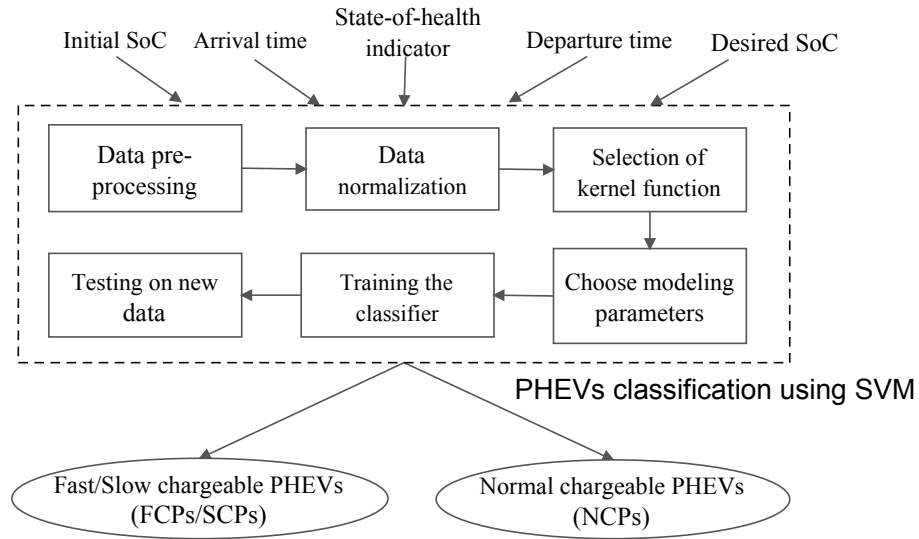 Initial SoC
Arrival time
State-of-health
indicator
Departure time
Desired SoC
Data pre-
processing
Data
normalization
Selection of
kernel function
Testing on new
data
Training the
classifier
Choose modeling
parameters
PHEVs classification using SVM
Fast/Slow chargeable PHEVs
(FCPs/SCPs)
Normal chargeable PHEVs
(NCPs)